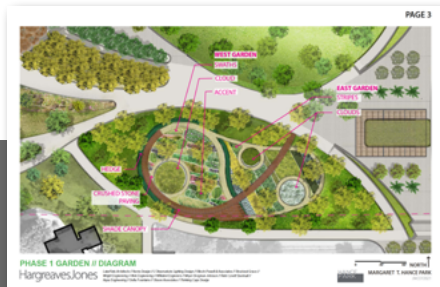 PAGE 3
WEST GARDEN
SWATHS
CLOUD
ACCENT
EAST GARDEN
STRIPES
CLOUDS
HEDGE
CRUSHED STONE
PAVING
SHADE CANOPY
PHASE 1 GARDEN // DIAGRAM
HargreavesJones
NORTH
MARGARET T. HANCE PARK